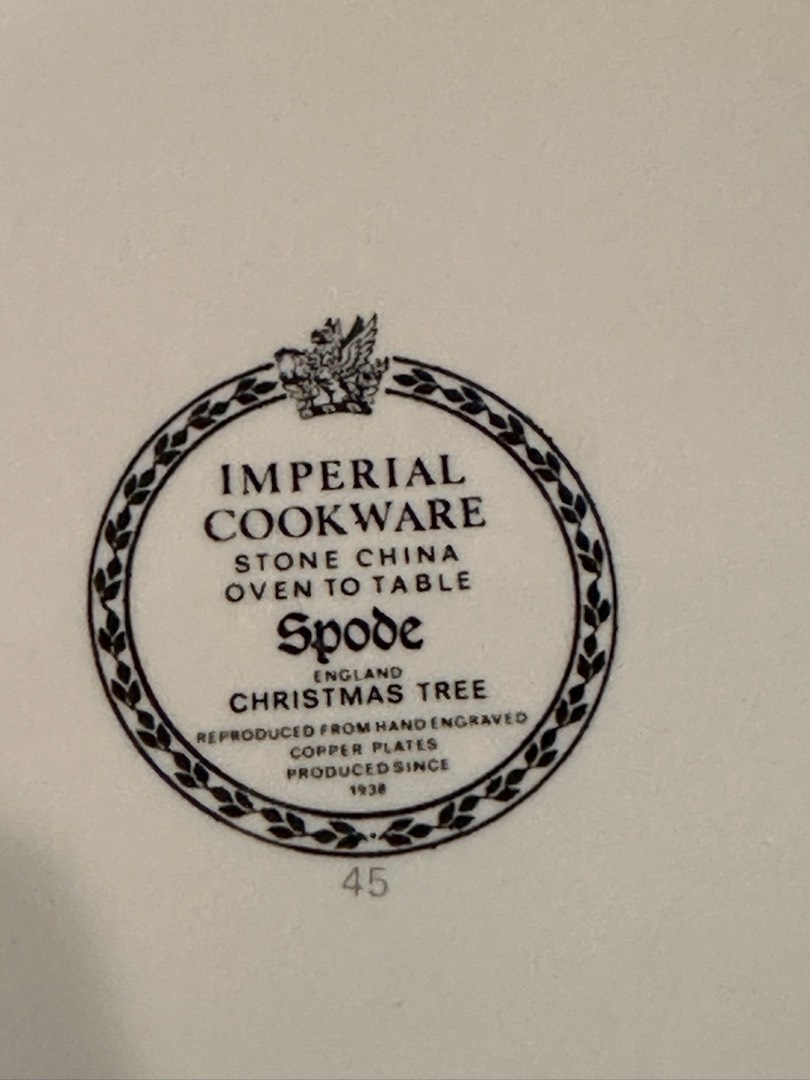 IMPERIAL
COOKWARE
STONE CHINA
OVEN TO TABLE
Spode
ENGLAND
CHRISTMAS TREE
REPRODUCED FROM HAND ENGRAVED
COPPER PLATES
PRODUCED SINCE
1938
45